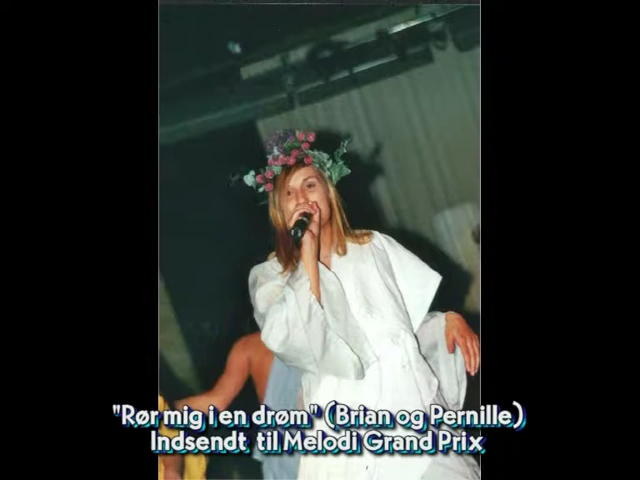 "Rør mig i en drøm" (Brian og Pernille)
Indsendt til Melodi Grand Prix